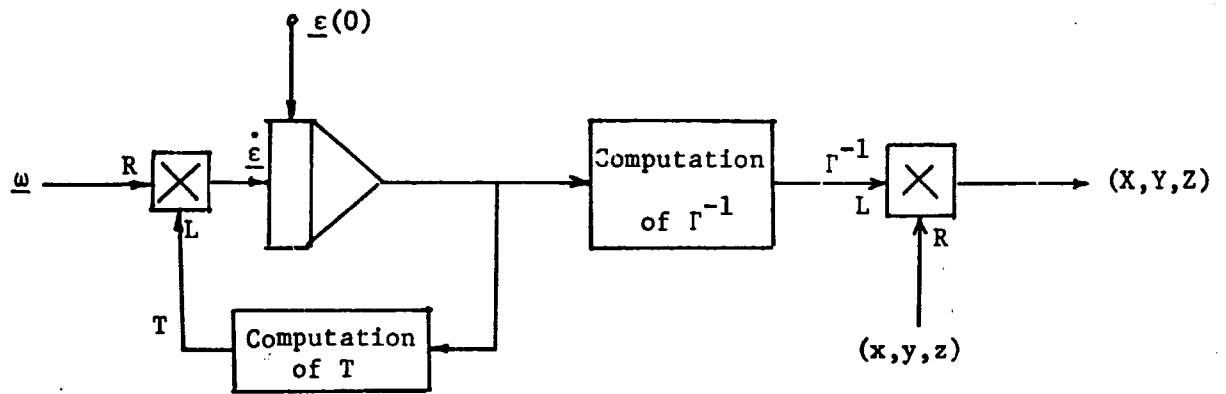 ε(0)
ω
R
L
ε̇
T
Computation
of T
Computation
of Γ⁻¹
Γ⁻¹
L
R
(x,y,z)
(X,Y,Z)